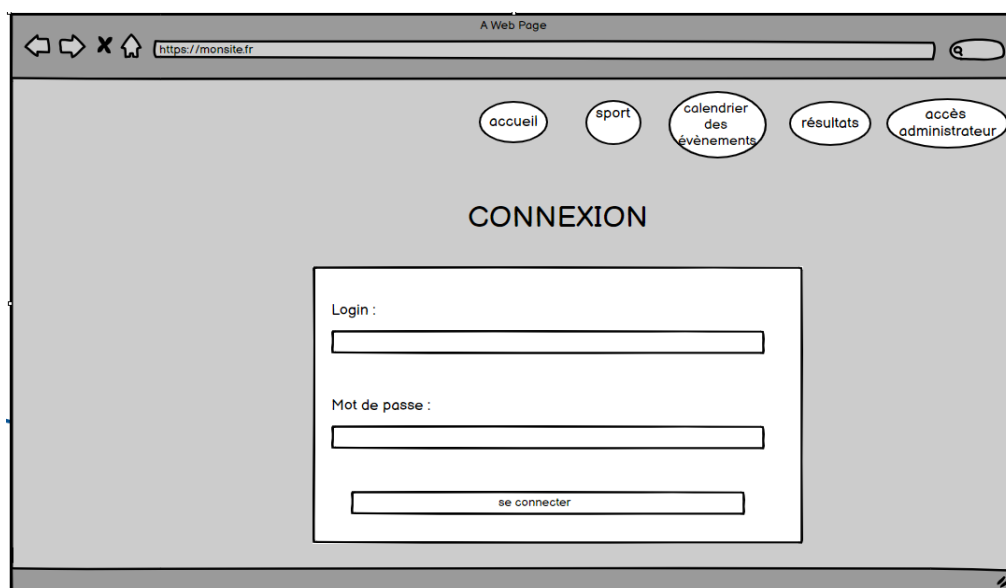 A Web Page
https://monsite.fr
accueil
sport
calendrier
des
évènements
résultats
accès
administrateur
CONNEXION
Login :
Mot de passe :
se connecter